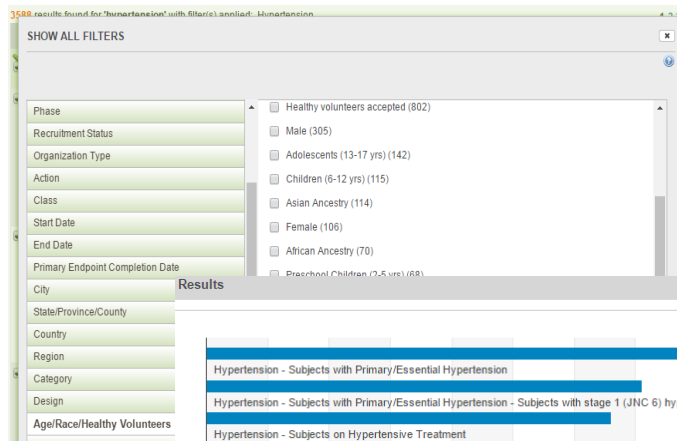 3588 results found for 'hypertension' with filter(s) applied: Hypertension
SHOW ALL FILTERS
Phase
Recruitment Status
Organization Type
Action
Class
Start Date
End Date
Primary Endpoint Completion Date
City
State/Province/County
Country
Region
Category
Design
Age/Race/Healthy Volunteers
Healthy volunteers accepted (802)
Male (305)
Adolescents (13-17 yrs) (142)
Children (6-12 yrs) (115)
Asian Ancestry (114)
Female (106)
African Ancestry (70)
Preschool Children (2-5 yrs) (68)
Results
Hypertension - Subjects with Primary/Essential Hypertension
Hypertension - Subjects with Primary/Essential Hypertension - Subjects with stage 1 (JNC 6) hy
Hypertension - Subjects on Hypertensive Treatment